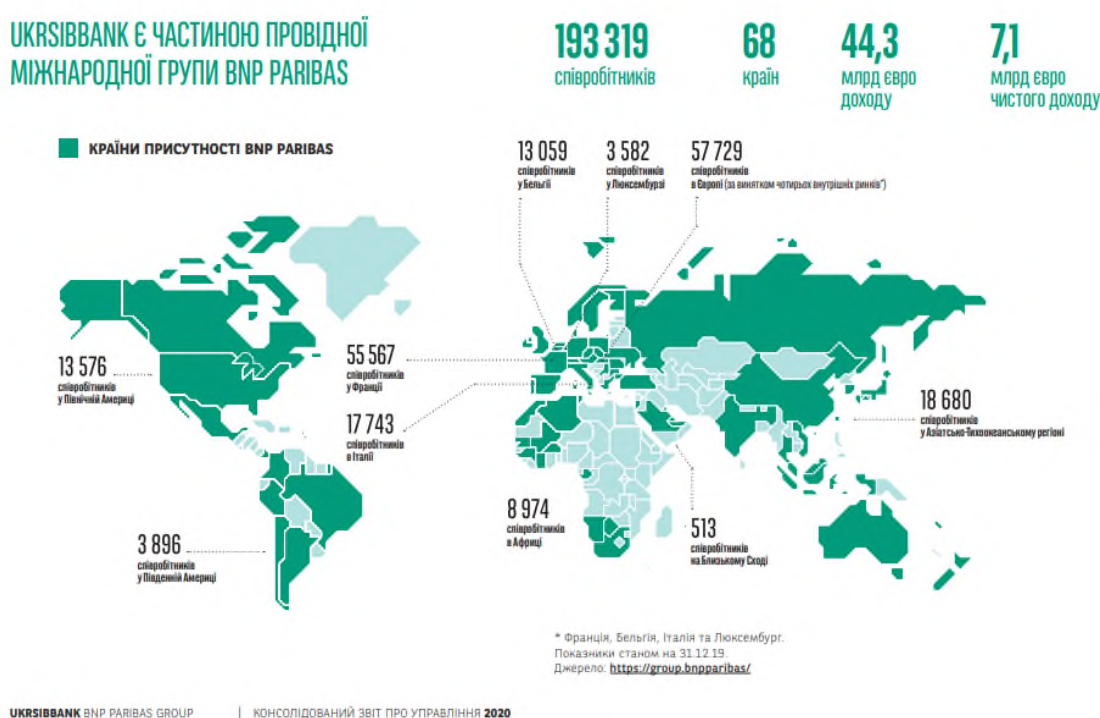 UKRSIBBANK Є ЧАСТИНОЮ ПРОВІДНОЇ
МІЖНАРОДНОЇ ГРУПИ BNP PARIBAS
193 319
співробітників
68
країн
44,3
млрд євро
доходу
7,1
млрд євро
чистого доходу
КРАЇНИ ПРИСУТНОСТІ BNP PARIBAS
13 059
співробітників
у Бельгії
3 582
співробітників
у Люксембурзі
57 729
співробітників
в Європі (за винятком чотирьох внутрішніх ринків*)
13 576
співробітників
у Північній Америці
55 567
співробітників
у Франції
17 743
співробітників
в Італії
18 680
співробітників
у Азіатсько-Тихоокеанському регіоні
8 974
співробітників
в Африці
513
співробітників
на Близькому Сході
3 896
співробітників
у Південній Америці
* Франція, Бельгія, Італія та Люксембург.
Показники станом на 31.12.19.
Джерело: https://group.bnpparibas/
UKRSIBBANK BNP PARIBAS GROUP | КОНСОЛІДОВАНИЙ ЗВІТ ПРО УПРАВЛІННЯ 2020